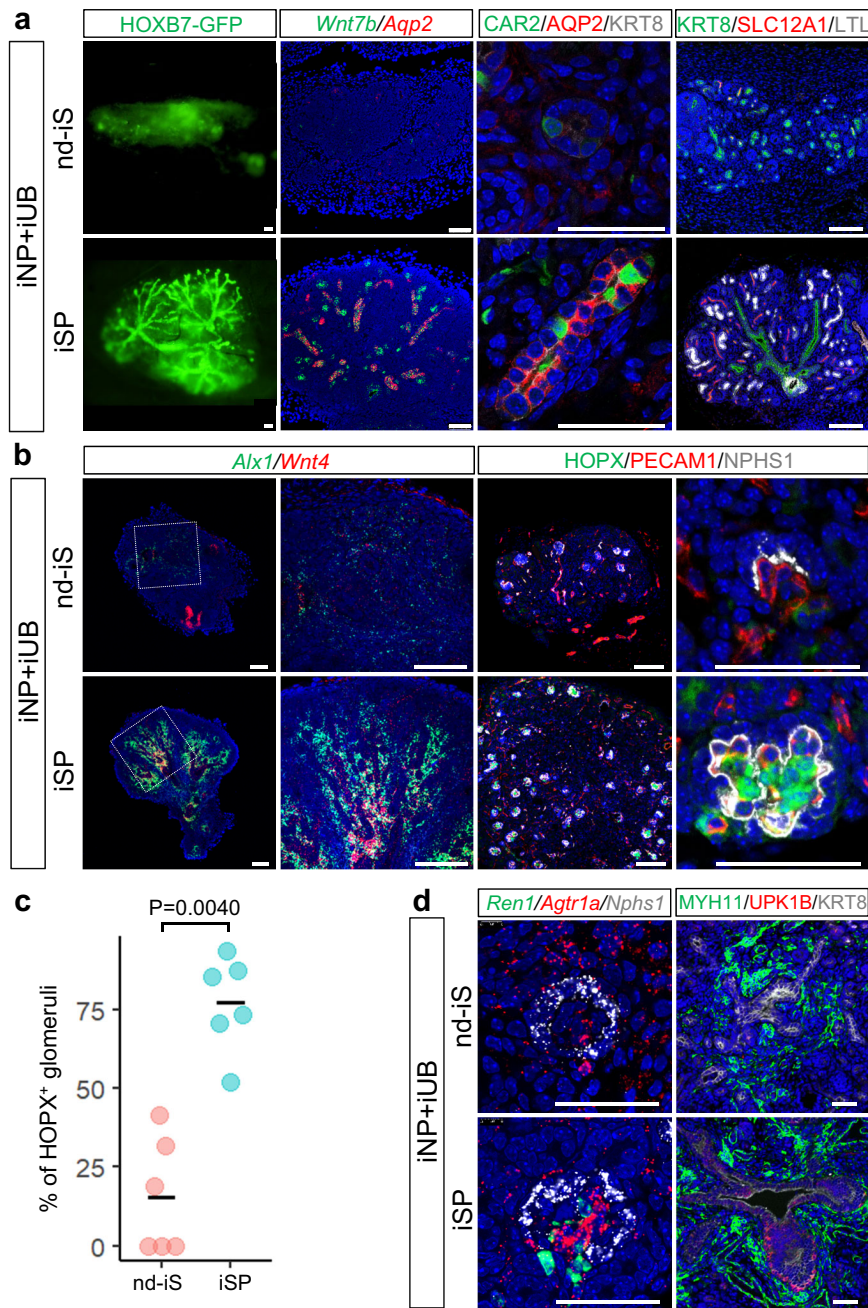 a
HOXB7-GFP
Wnt7b/Aqp2
CAR2/AQP2/KRT8
KRT8/SLC12A1/LTL
iNP+iUB
nd-iS
iSP
b
Alx1/Wnt4
HOPX/PECAM1/NPHS1
iNP+iUB
nd-iS
iSP
c
P=0.0040
% of HOPX+ glomeruli
75
50
25
0
nd-iS
iSP
d
Ren1/Agtr1a/Nphs1
MYH11/UPK1B/KRT8
iNP+iUB
nd-iS
iSP